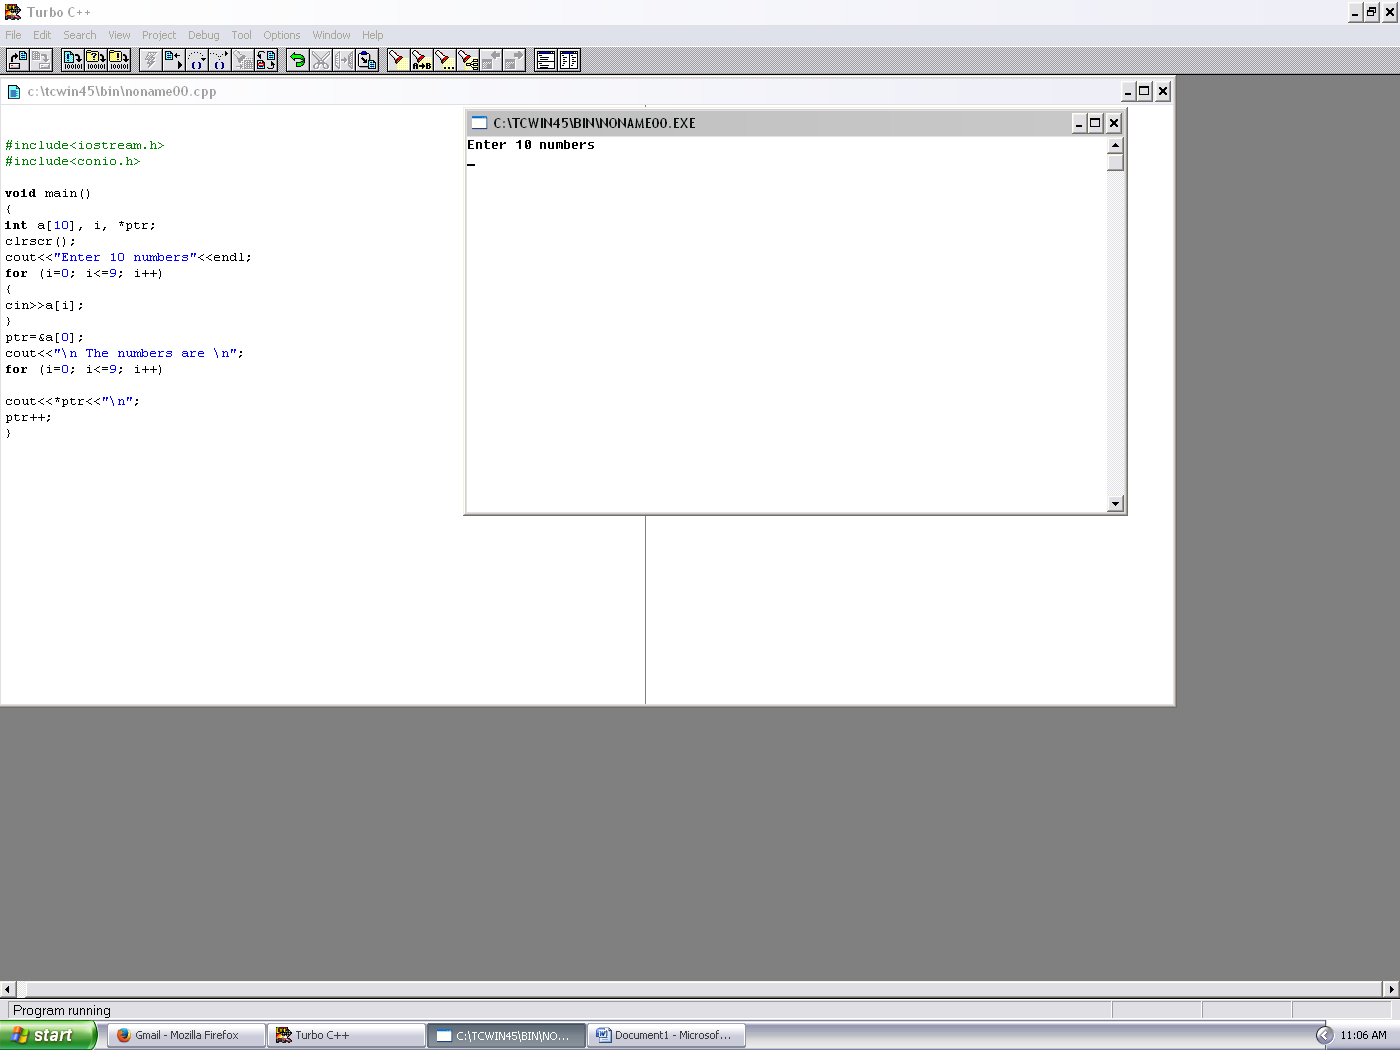 Turbo C++
File Edit Search View Project Debug Tool Options Window Help
c:\tcwin45\bin\noname00.cpp
#include<iostream.h>
#include<conio.h>
void main()
{
int a[10], i, *ptr;
clrscr();
cout<<"Enter 10 numbers"<<endl;
for (i=0; i<=9; i++)
{
cin>>a[i];
}
ptr=&a[0];
cout<<"\n The numbers are \n";
for (i=0; i<=9; i++)
cout<<*ptr<<"\n";
ptr++;
}
C:\TCWIN45\BIN\NONAME00.EXE
Enter 10 numbers
Program running
start
Gmail - Mozilla Firefox
Turbo C++
C:\TCWIN45\BIN\NO...
Document1 - Microsof...
11:06 AM